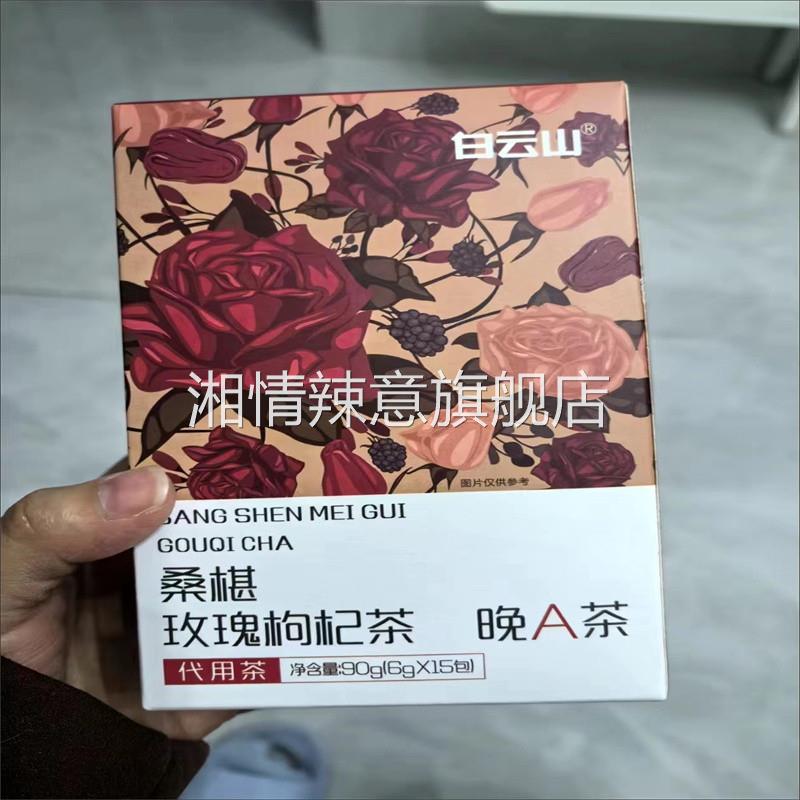 白云山®
湘情辣意旗舰店
图片仅供参考
SANG SHEN MEI GUI
GOUQI CHA
桑椹
玫瑰枸杞茶 晚A茶
代用茶 净含量:90g(6gX15包)